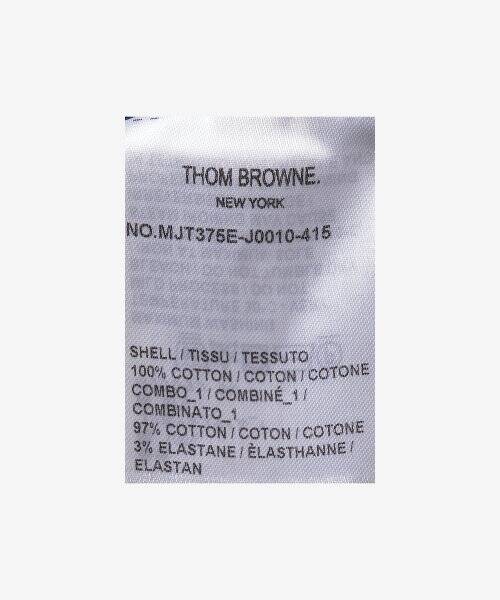 THOM BROWNE.
NEW YORK
NO.MJT375E-J0010-415
SHELL / TISSU / TESSUTO
100% COTTON / COTON / COTONE
COMBO_1 / COMBINÉ_1 /
COMBINATO_1
97% COTTON / COTON / COTONE
3% ELASTANE / ÈLASTHANNE /
ELASTAN